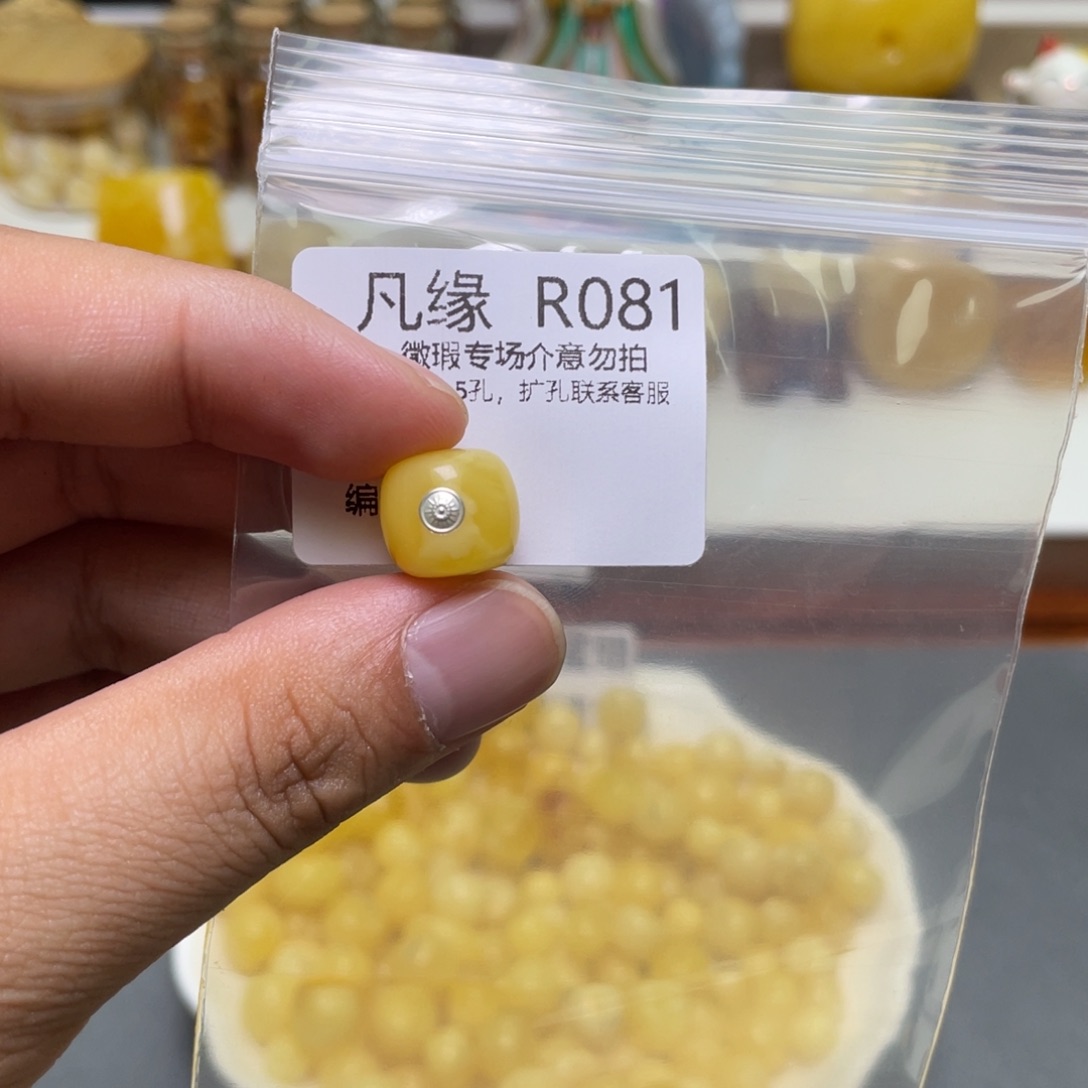 凡缘 R081
微瑕专场介意勿拍
5孔，扩孔联系客服
编